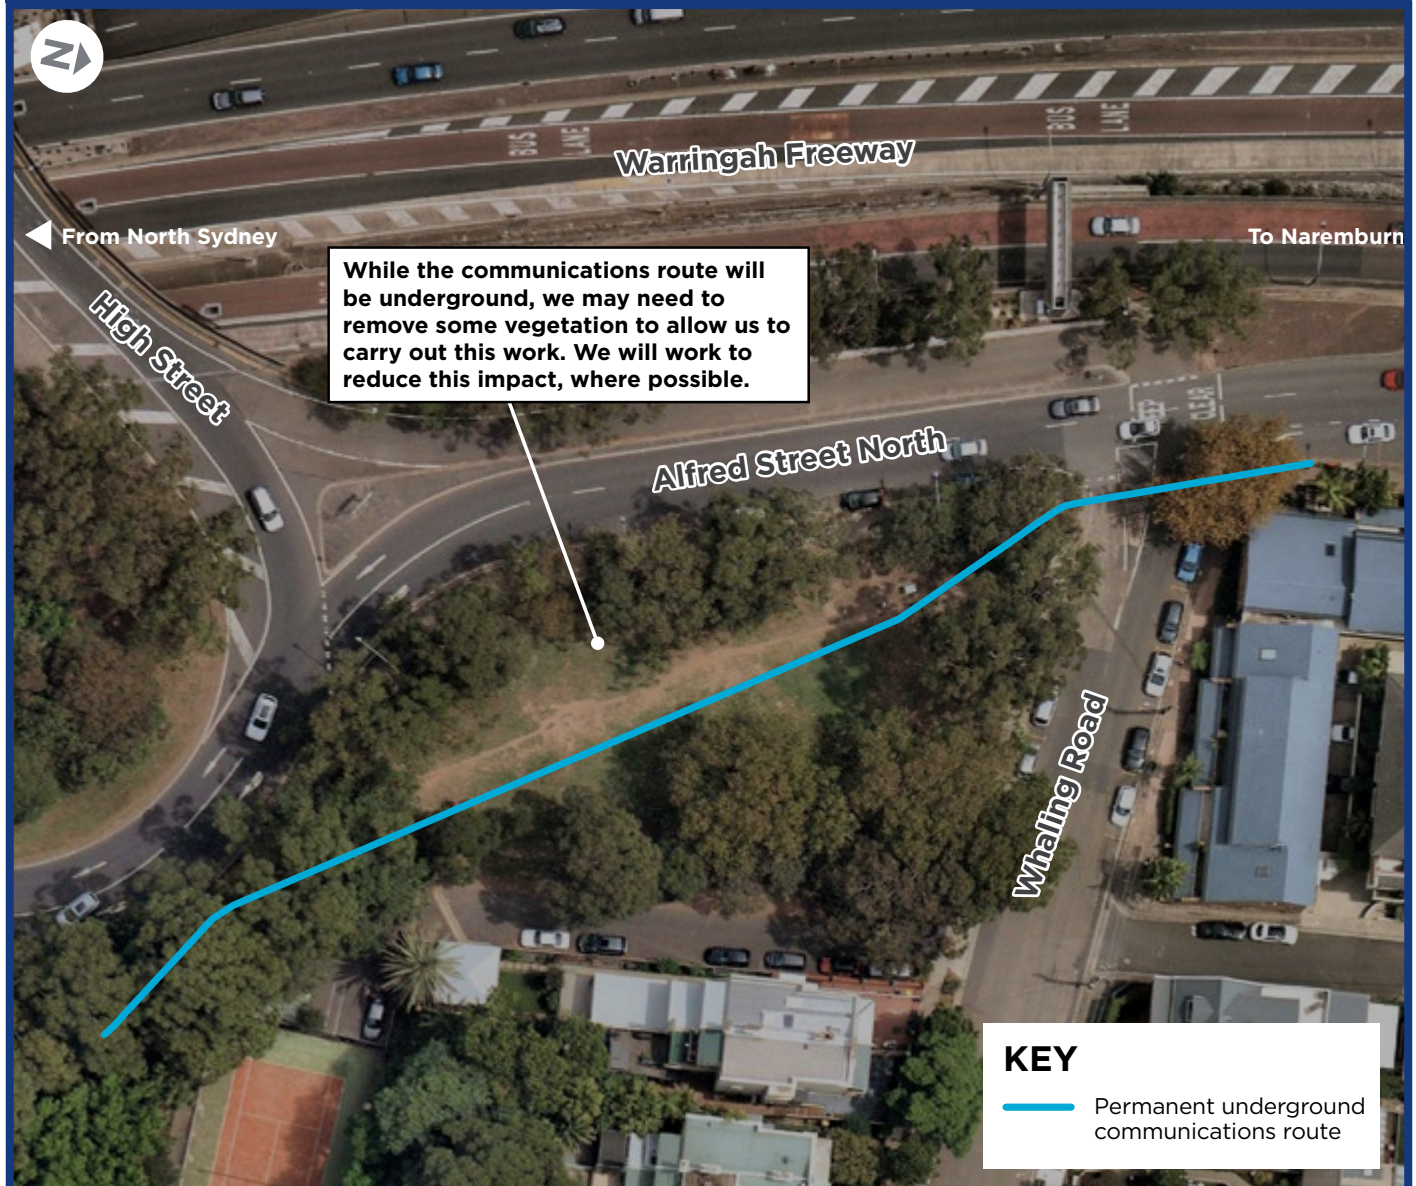 N
BUS LANE
BUS LANE
Warringah Freeway
From North Sydney
To Naremburn
While the communications route will
be underground, we may need to
remove some vegetation to allow us to
carry out this work. We will work to
reduce this impact, where possible.
High Street
KEEP CLEAR
Alfred Street North
Whaling Road
KEY
Permanent underground
communications route